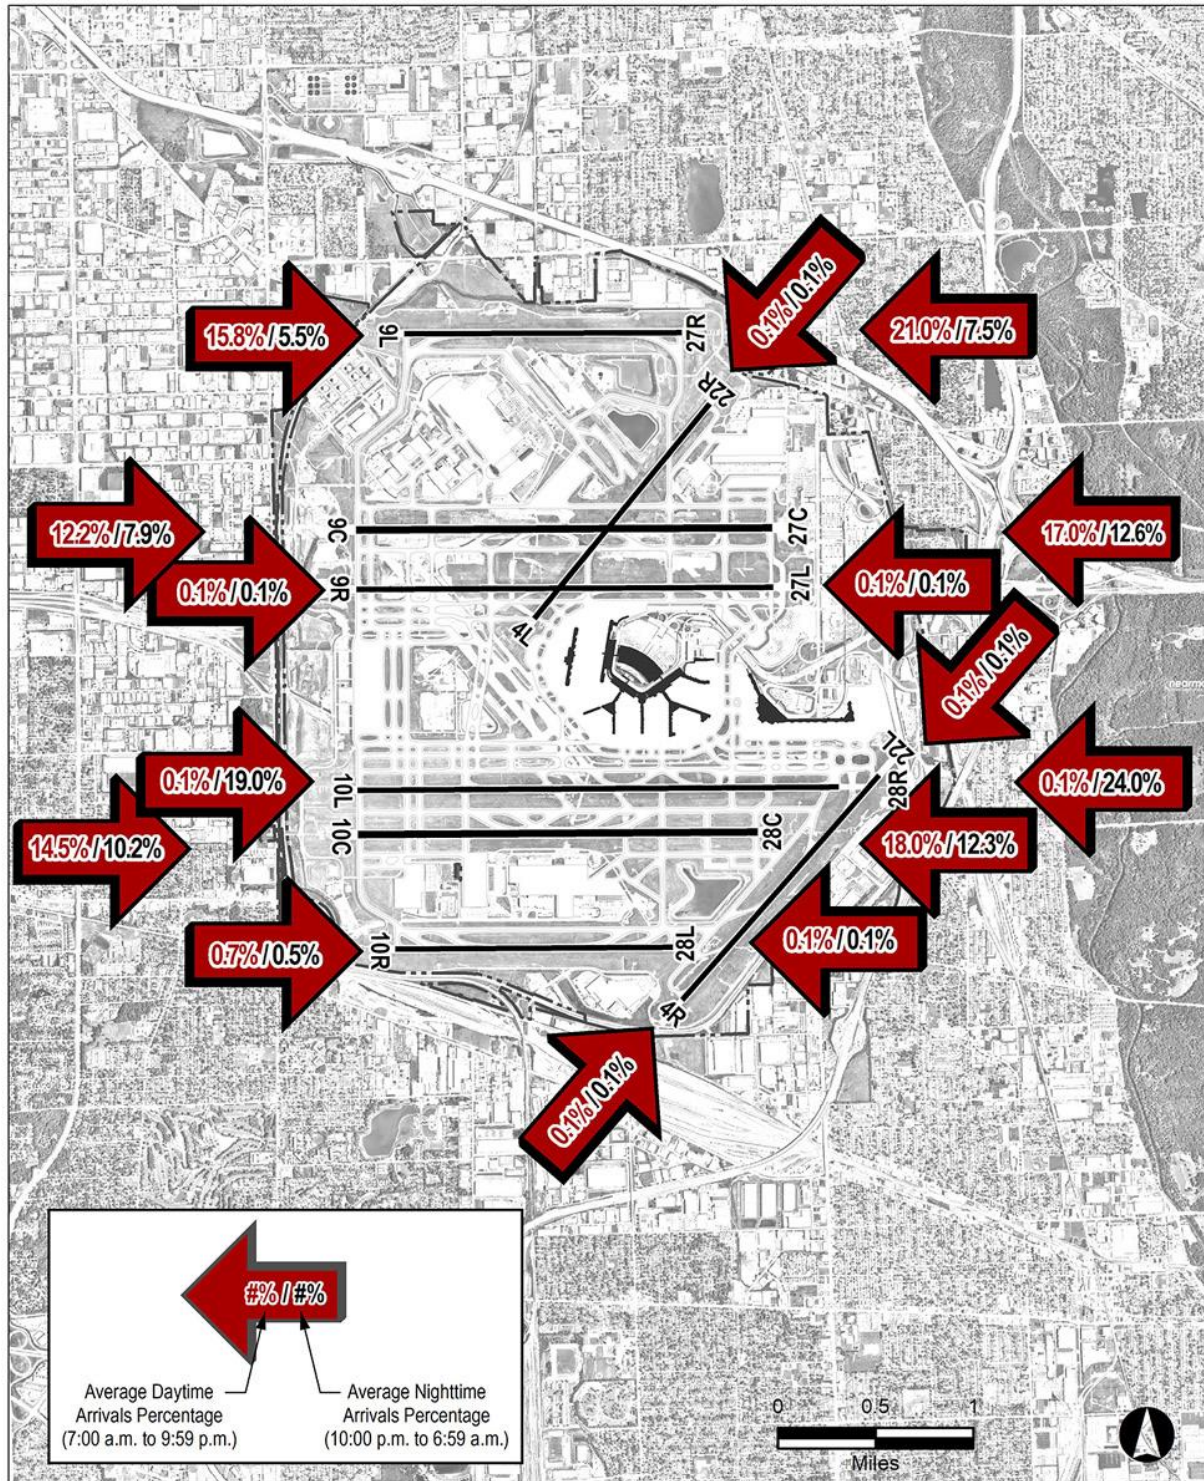 0.1% / 0.1%
15.8% / 5.5%
9L
27R
21.0% / 7.5%
22R
12.2% / 7.9%
9C
27C
17.0% / 12.6%
0.1% / 0.1%
9R
27L
0.1% / 0.1%
4L
0.1% / 0.1%
22L
0.1% / 19.0%
10L
28R
0.1% / 24.0%
14.5% / 10.2%
10C
28C
18.0% / 12.3%
0.7% / 0.5%
10R
28L
0.1% / 0.1%
4R
0.1% / 0.1%
#% / #%
Average Daytime
Arrivals Percentage
(7:00 a.m. to 9:59 p.m.)
Average Nighttime
Arrivals Percentage
(10:00 p.m. to 6:59 a.m.)
0 0.5 1
Miles